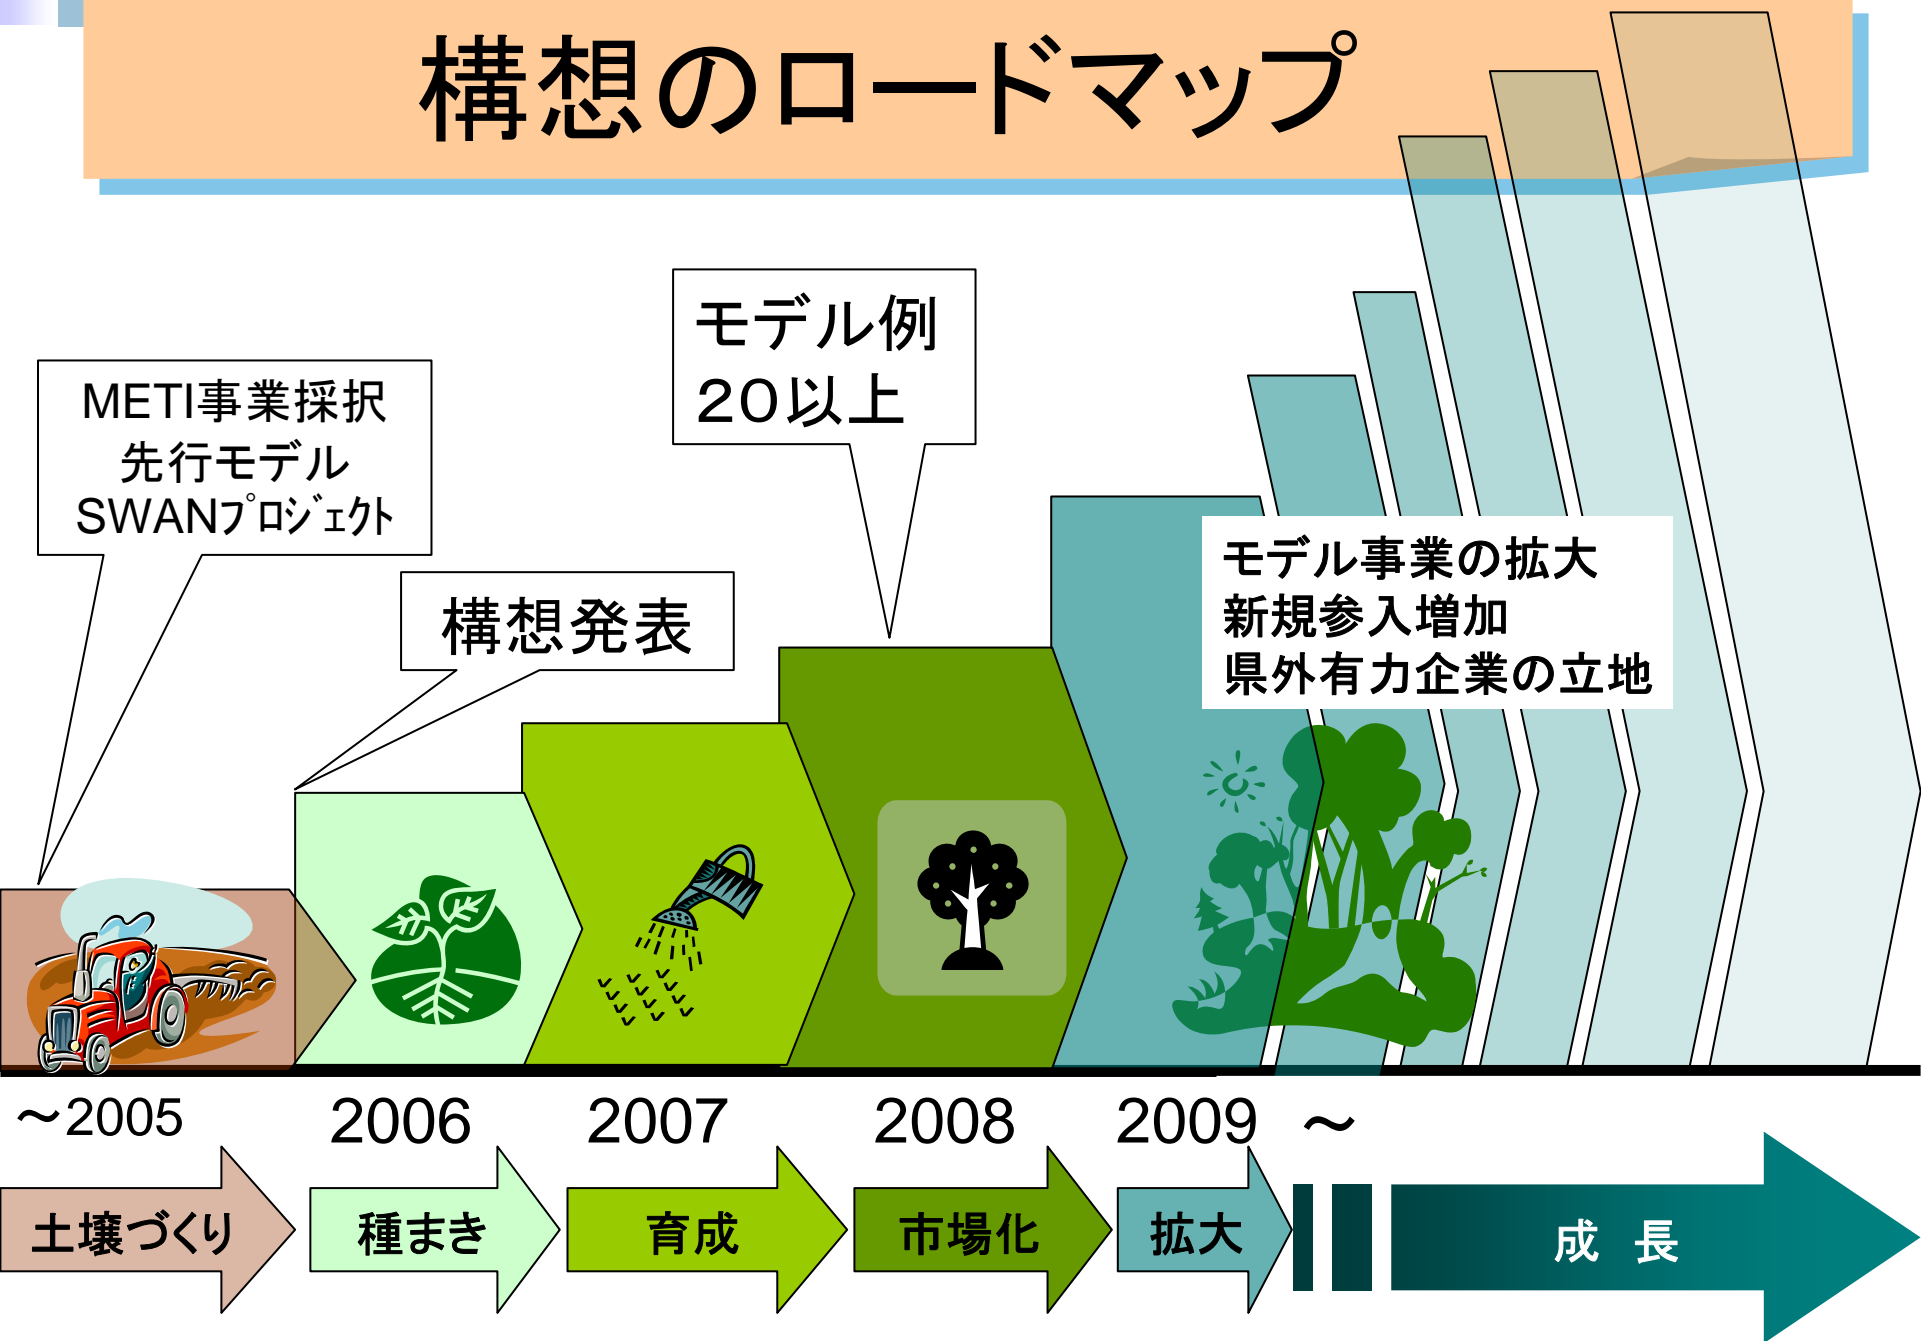 構想のロードマップ
METI事業採択
先行モデル
SWANﾌﾟﾛｼﾞｪｸﾄ
構想発表
モデル例
２０以上
モデル事業の拡大
新規参入増加
県外有力企業の立地
～2005
2006
2007
2008
2009 ～
土壌づくり
種まき
育成
市場化
拡大
成 長